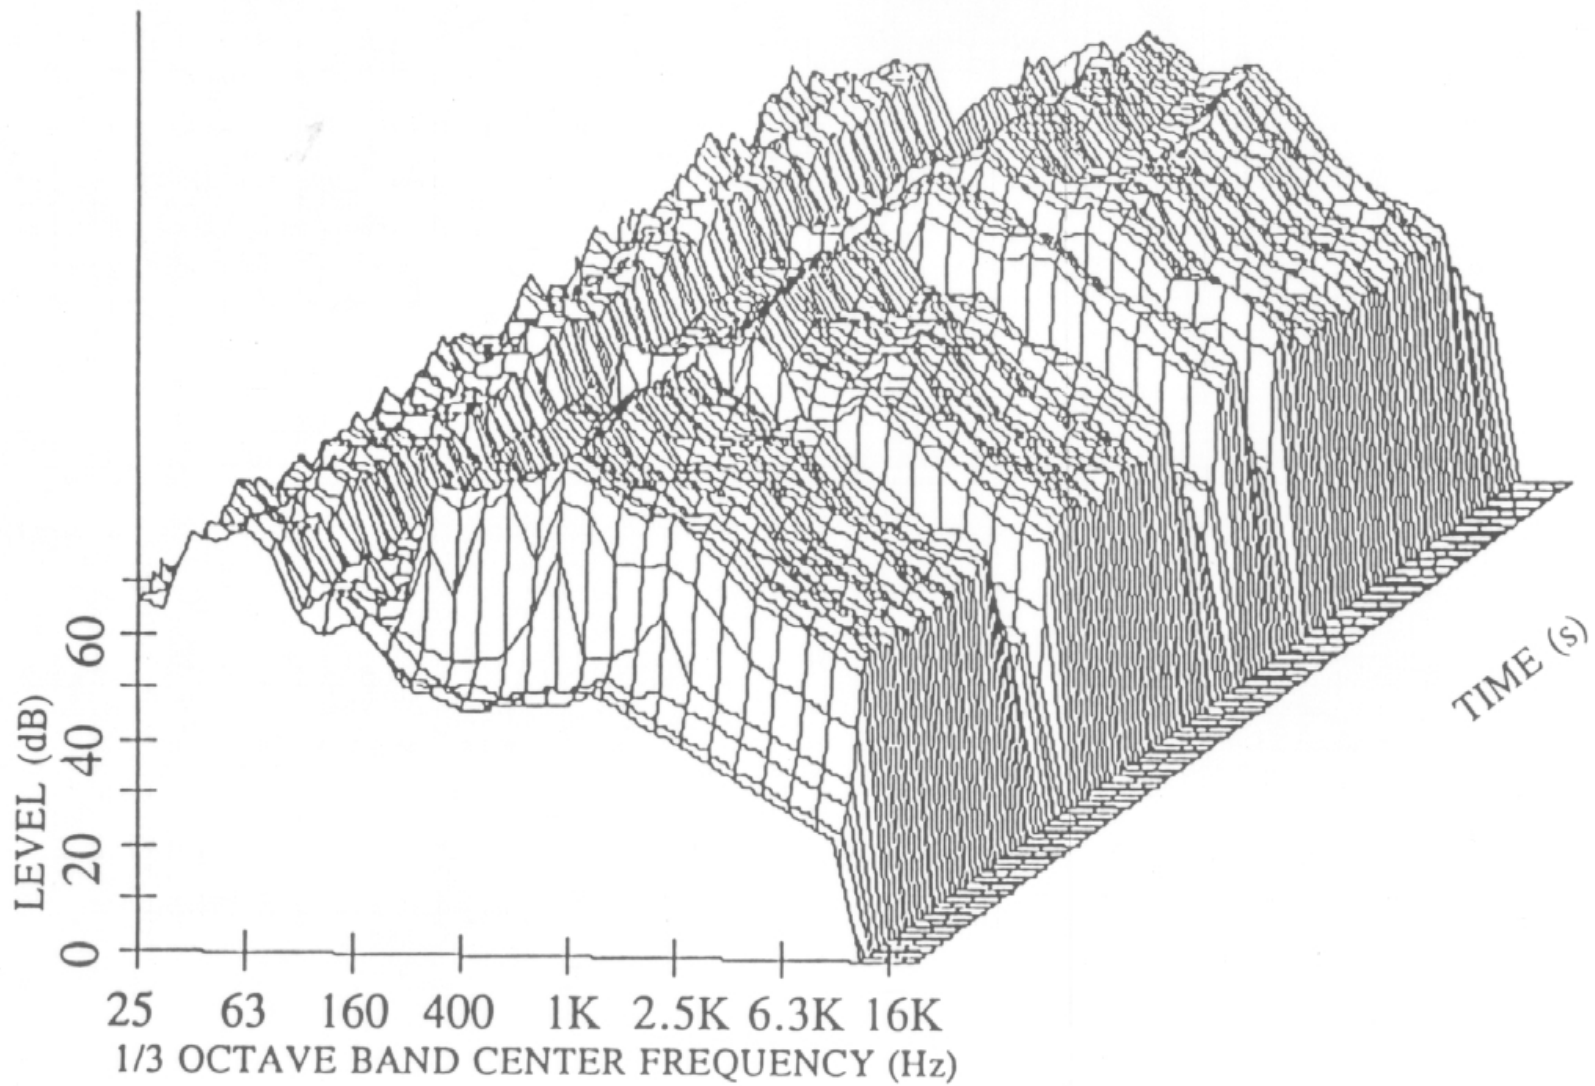 LEVEL (dB)
60
40
20
0
25 63 160 400 1K 2.5K 6.3K 16K
1/3 OCTAVE BAND CENTER FREQUENCY (Hz)
TIME (s)